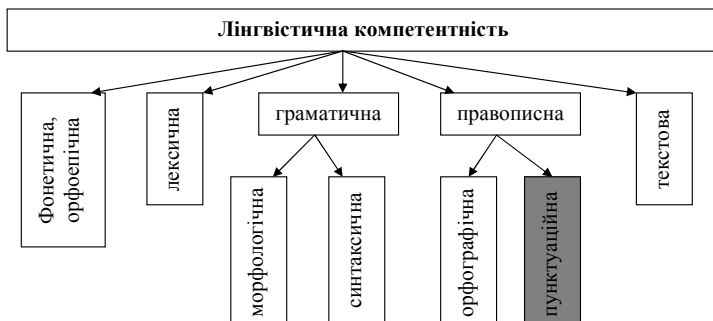 Лінгвістична компетентність
Фонетична,
орфоепічна
лексична
граматична
правописна
текстова
морфологічна
синтаксична
орфографічна
пунктуаційна